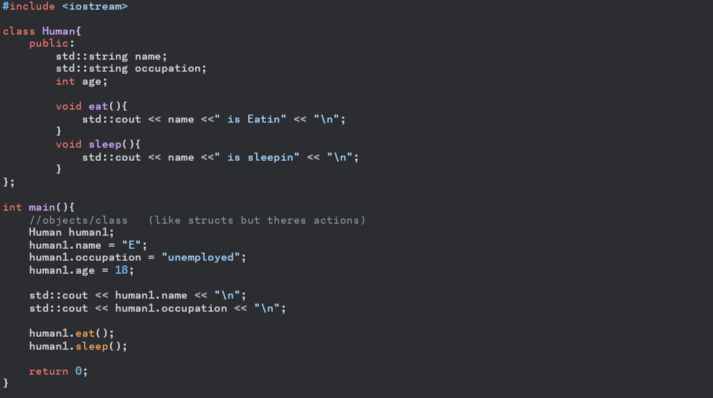 #include <iostream>
class Human{
    public:
        std::string name;
        std::string occupation;
        int age;
        void eat(){
            std::cout << name <<" is Eatin" << "\n";
        }
        void sleep(){
            std::cout << name <<" is sleepin" << "\n";
        }
};
int main(){
    //objects/class   (like structs but theres actions)
    Human human1;
    human1.name = "E";
    human1.occupation = "unemployed";
    human1.age = 18;
    std::cout << human1.name << "\n";
    std::cout << human1.occupation << "\n";
    human1.eat();
    human1.sleep();
    return 0;
}